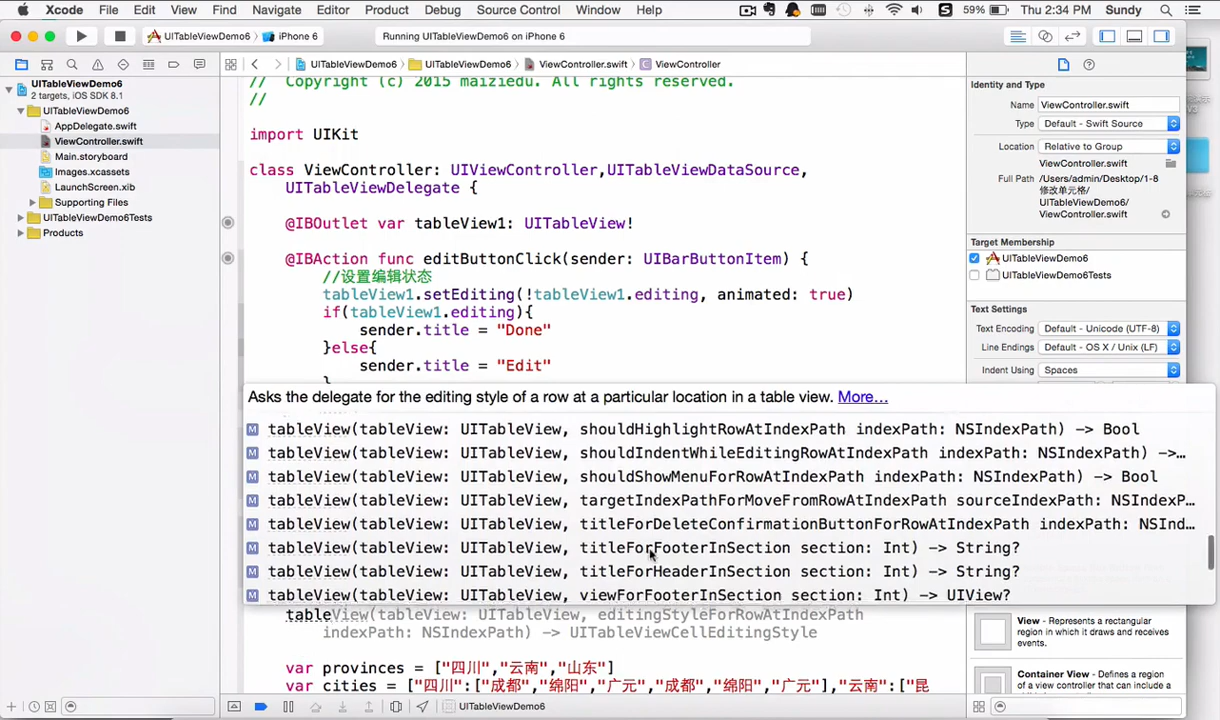 Xcode File Edit View Find Navigate Editor Product Debug Source Control Window Help 59% Thu 2:34 PM Sundy
UITableViewDemo6 iPhone 6 Running UITableViewDemo6 on iPhone 6
UITableViewDemo6 UITableViewDemo6 ViewController.swift ViewController
UITableViewDemo6
2 targets, iOS SDK 8.1
UITableViewDemo6
AppDelegate.swift
ViewController.swift
Main.storyboard
Images.xcassets
LaunchScreen.xib
Supporting Files
UITableViewDemo6Tests
Products
//  Copyright (c) 2015 maiziedu. All rights reserved.
//
import UIKit
class ViewController: UIViewController,UITableViewDataSource,
UITableViewDelegate {
@IBOutlet var tableView1: UITableView!
@IBAction func editButtonClick(sender: UIBarButtonItem) {
//设置编辑状态
tableView1.setEditing(!tableView1.editing, animated: true)
if(tableView1.editing){
sender.title = "Done"
}else{
sender.title = "Edit"
}
Asks the delegate for the editing style of a row at a particular location in a table view. More…
M tableView(tableView: UITableView, shouldHighlightRowAtIndexPath indexPath: NSIndexPath) -> Bool
M tableView(tableView: UITableView, shouldIndentWhileEditingRowAtIndexPath indexPath: NSIndexPath) ->…
M tableView(tableView: UITableView, shouldShowMenuForRowAtIndexPath indexPath: NSIndexPath) -> Bool
M tableView(tableView: UITableView, targetIndexPathForMoveFromRowAtIndexPath sourceIndexPath: NSIndexP…
M tableView(tableView: UITableView, titleForDeleteConfirmationButtonForRowAtIndexPath indexPath: NSInd…
M tableView(tableView: UITableView, titleForFooterInSection section: Int) -> String?
M tableView(tableView: UITableView, titleForHeaderInSection section: Int) -> String?
M tableView(tableView: UITableView, viewForFooterInSection section: Int) -> UIView?
tableView(tableView: UITableView, editingStyleForRowAtIndexPath
indexPath: NSIndexPath) -> UITableViewCellEditingStyle
var provinces = ["四川","云南","山东"]
var cities = ["四川":["成都","绵阳","广元","成都","绵阳","广元"],"云南":["昆
UITableViewDemo6
Identity and Type
Name ViewController.swift
Type Default - Swift Source
Location Relative to Group
ViewController.swift
Full Path /Users/admin/Desktop/1-8
修改单元格/
UITableViewDemo6/
ViewController.swift
Target Membership
UITableViewDemo6
UITableViewDemo6Tests
Text Settings
Text Encoding Default - Unicode (UTF-8)
Line Endings Default - OS X / Unix (LF)
Indent Using Spaces
View - Represents a rectangular
region in which it draws and receives
events.
Container View - Defines a region
of a view controller that can include a